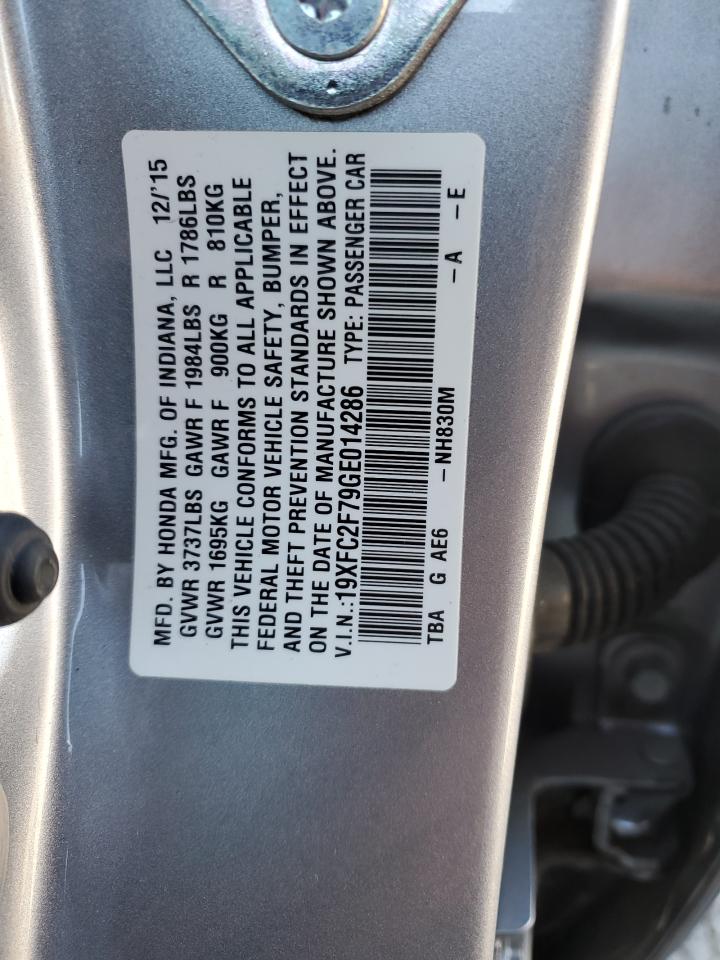 MFD. BY HONDA MFG. OF INDIANA, LLC 12/'15
GVWR 3737LBS GAWR F 1984LBS R 1786LBS
GVWR 1695KG GAWR F 900KG R 810KG
THIS VEHICLE CONFORMS TO ALL APPLICABLE
FEDERAL MOTOR VEHICLE SAFETY, BUMPER,
AND THEFT PREVENTION STANDARDS IN EFFECT
ON THE DATE OF MANUFACTURE SHOWN ABOVE.
V.I.N.:19XFC2F79GE014286 TYPE: PASSENGER CAR
TBA G AE6 –NH830M –A –E